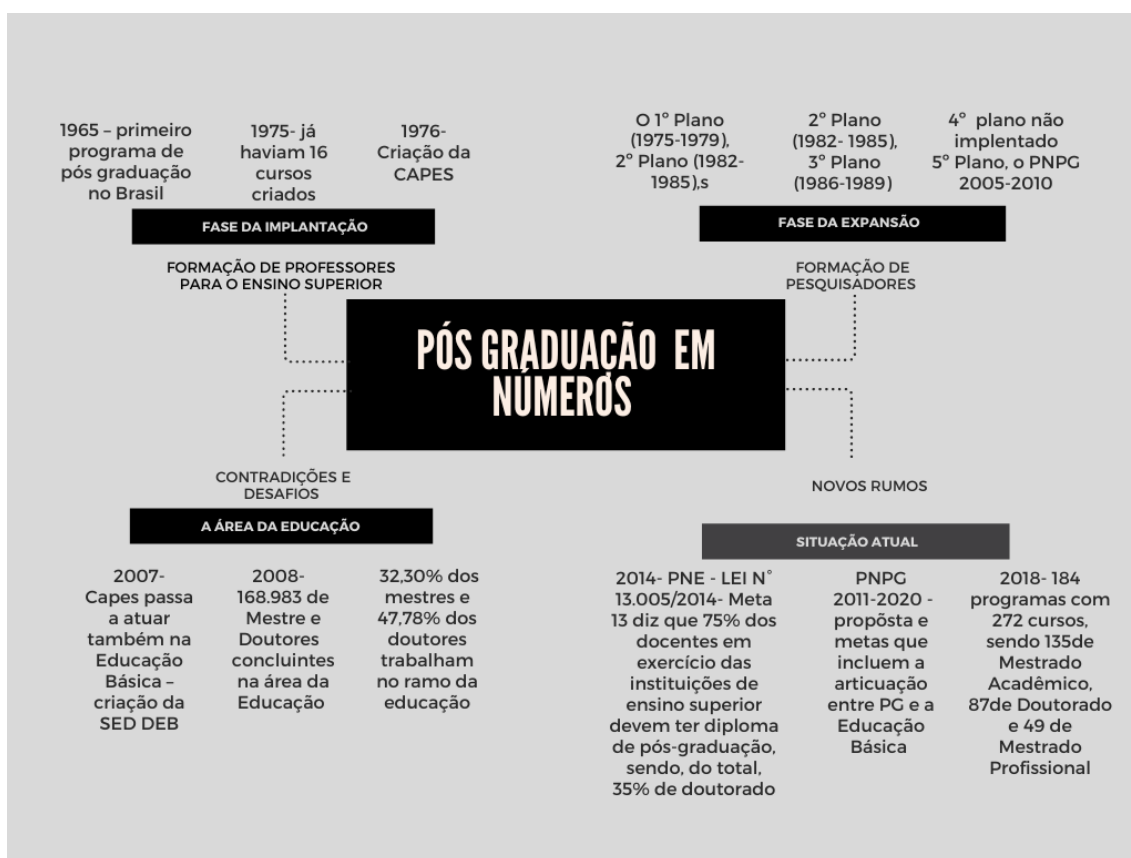 1965 – primeiro
programa de
pós graduação
no Brasil
1975- já
haviam 16
cursos
criados
1976-
Criação da
CAPES
FASE DA IMPLANTAÇÃO
FORMAÇÃO DE PROFESSORES
PARA O ENSINO SUPERIOR
O 1º Plano
(1975-1979),
2º Plano (1982-
1985),s
2º Plano
(1982- 1985),
3º Plano
(1986-1989)
4º plano não
implentado
5º Plano, o PNPG
2005-2010
FASE DA EXPANSÃO
FORMAÇÃO DE
PESQUISADORES
PÓS GRADUAÇÃO EM
NÚMEROS
CONTRADIÇÕES E
DESAFIOS
A ÁREA DA EDUCAÇÃO
2007-
Capes passa
a atuar
também na
Educação
Básica –
criação da
SED DEB
2008-
168.983 de
Mestre e
Doutores
concluintes
na área da
Educação
32,30% dos
mestres e
47,78% dos
doutores
trabalham
no ramo da
educação
NOVOS RUMOS
SITUAÇÃO ATUAL
2014- PNE - LEI N°
13.005/2014- Meta
13 diz que 75% dos
docentes em
exercício das
instituições de
ensino superior
devem ter diploma
de pós-graduação,
sendo, do total,
35% de doutorado
PNPG
2011-2020 -
propõsta e
metas que
incluem a
articuação
entre PG e a
Educação
Básica
2018- 184
programas com
272 cursos,
sendo 135de
Mestrado
Acadêmico,
87de Doutorado
e 49 de
Mestrado
Profissional